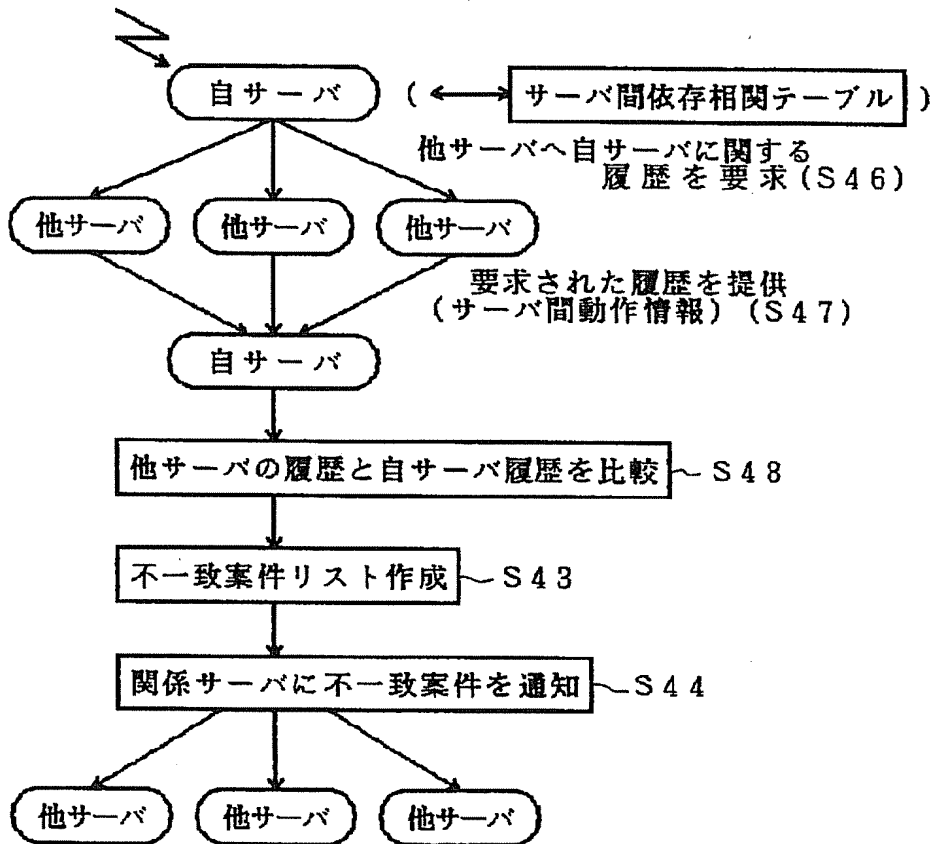 自サーバ
( ⟷ サーバ間依存相関テーブル )
他サーバへ自サーバに関する
履歴を要求(S46)
他サーバ 他サーバ 他サーバ
要求された履歴を提供
(サーバ間動作情報) (S47)
自サーバ
他サーバの履歴と自サーバ履歴を比較 S48
不一致案件リスト作成 S43
関係サーバに不一致案件を通知 S44
他サーバ 他サーバ 他サーバ